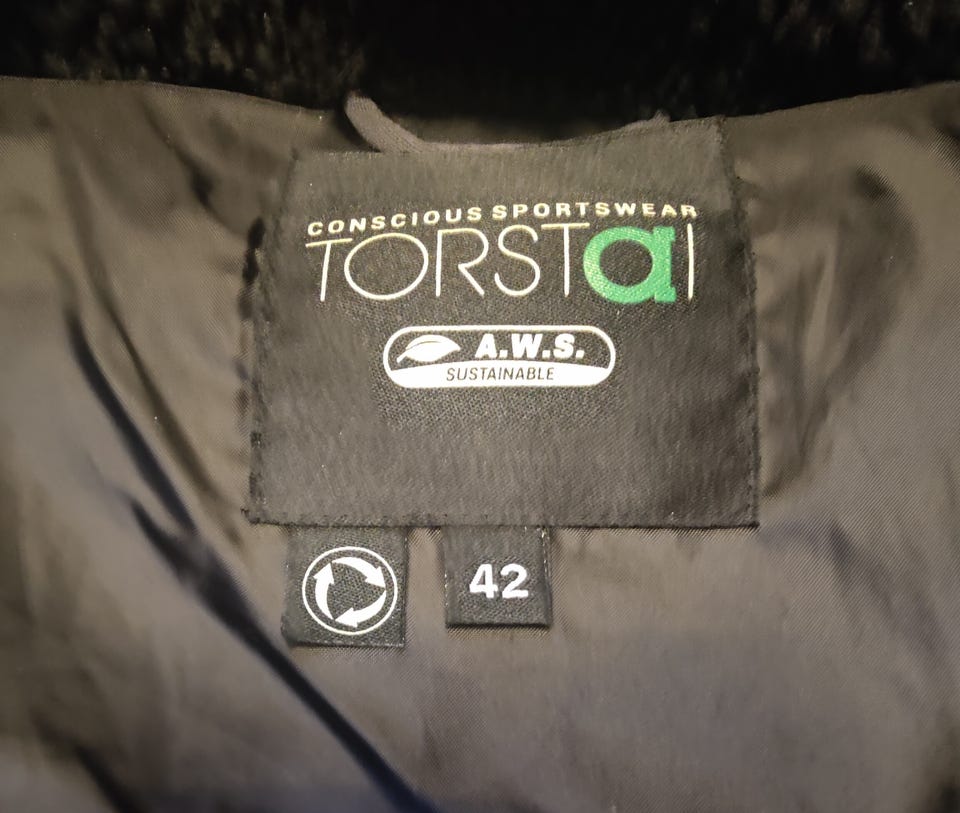 CONSCIOUS SPORTSWEAR
TORSTaI
A.W.S.
SUSTAINABLE
42